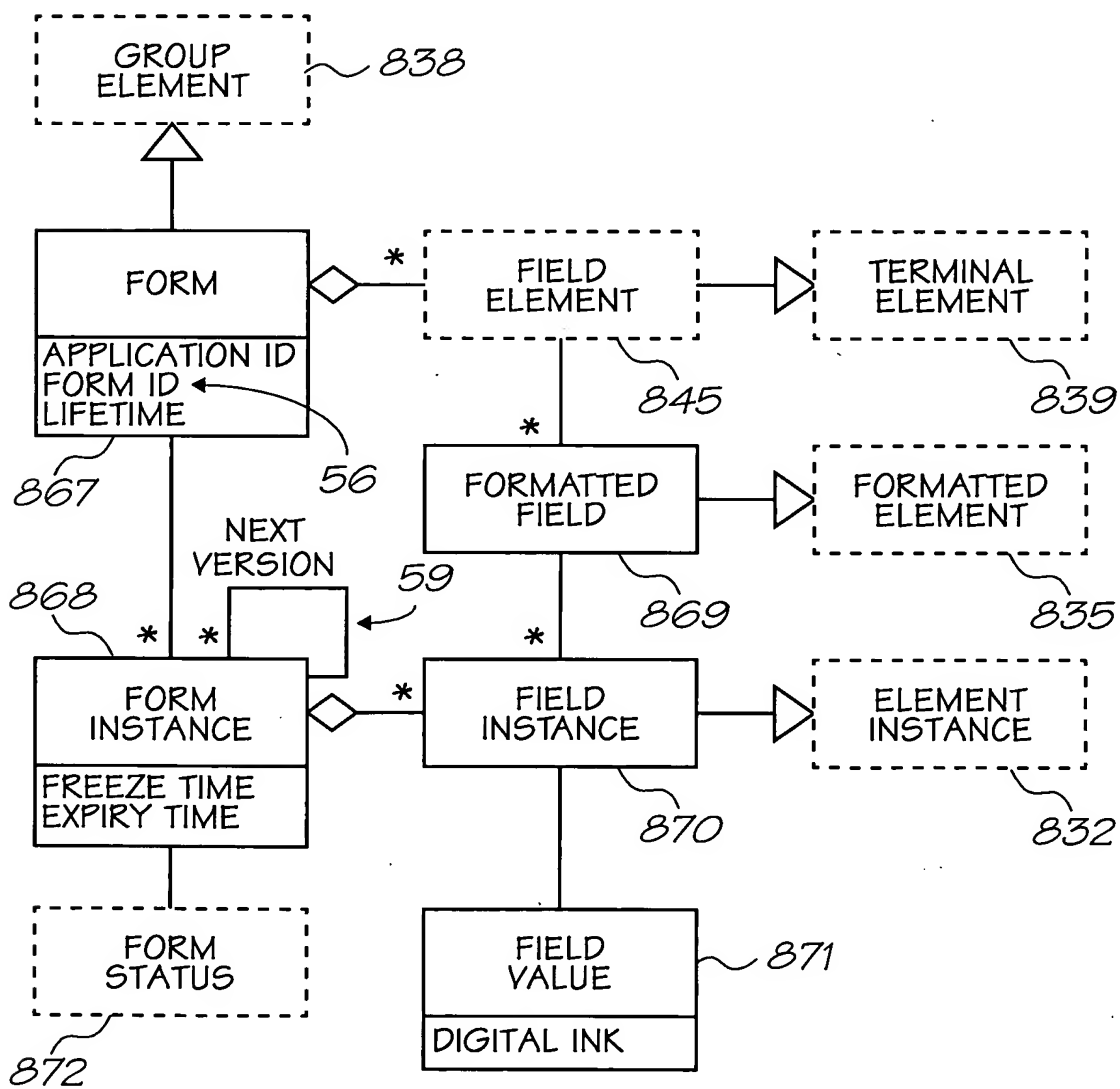 GROUP
ELEMENT
838
FORM
*
FIELD
ELEMENT
TERMINAL
ELEMENT
APPLICATION ID
FORM ID
LIFETIME
867
56
845
839
*
FORMATTED
FIELD
FORMATTED
ELEMENT
869
835
NEXT
VERSION
59
868
*
*
*
*
FORM
INSTANCE
FIELD
INSTANCE
ELEMENT
INSTANCE
FREEZE TIME
EXPIRY TIME
870
832
FORM
STATUS
872
FIELD
VALUE
871
DIGITAL INK